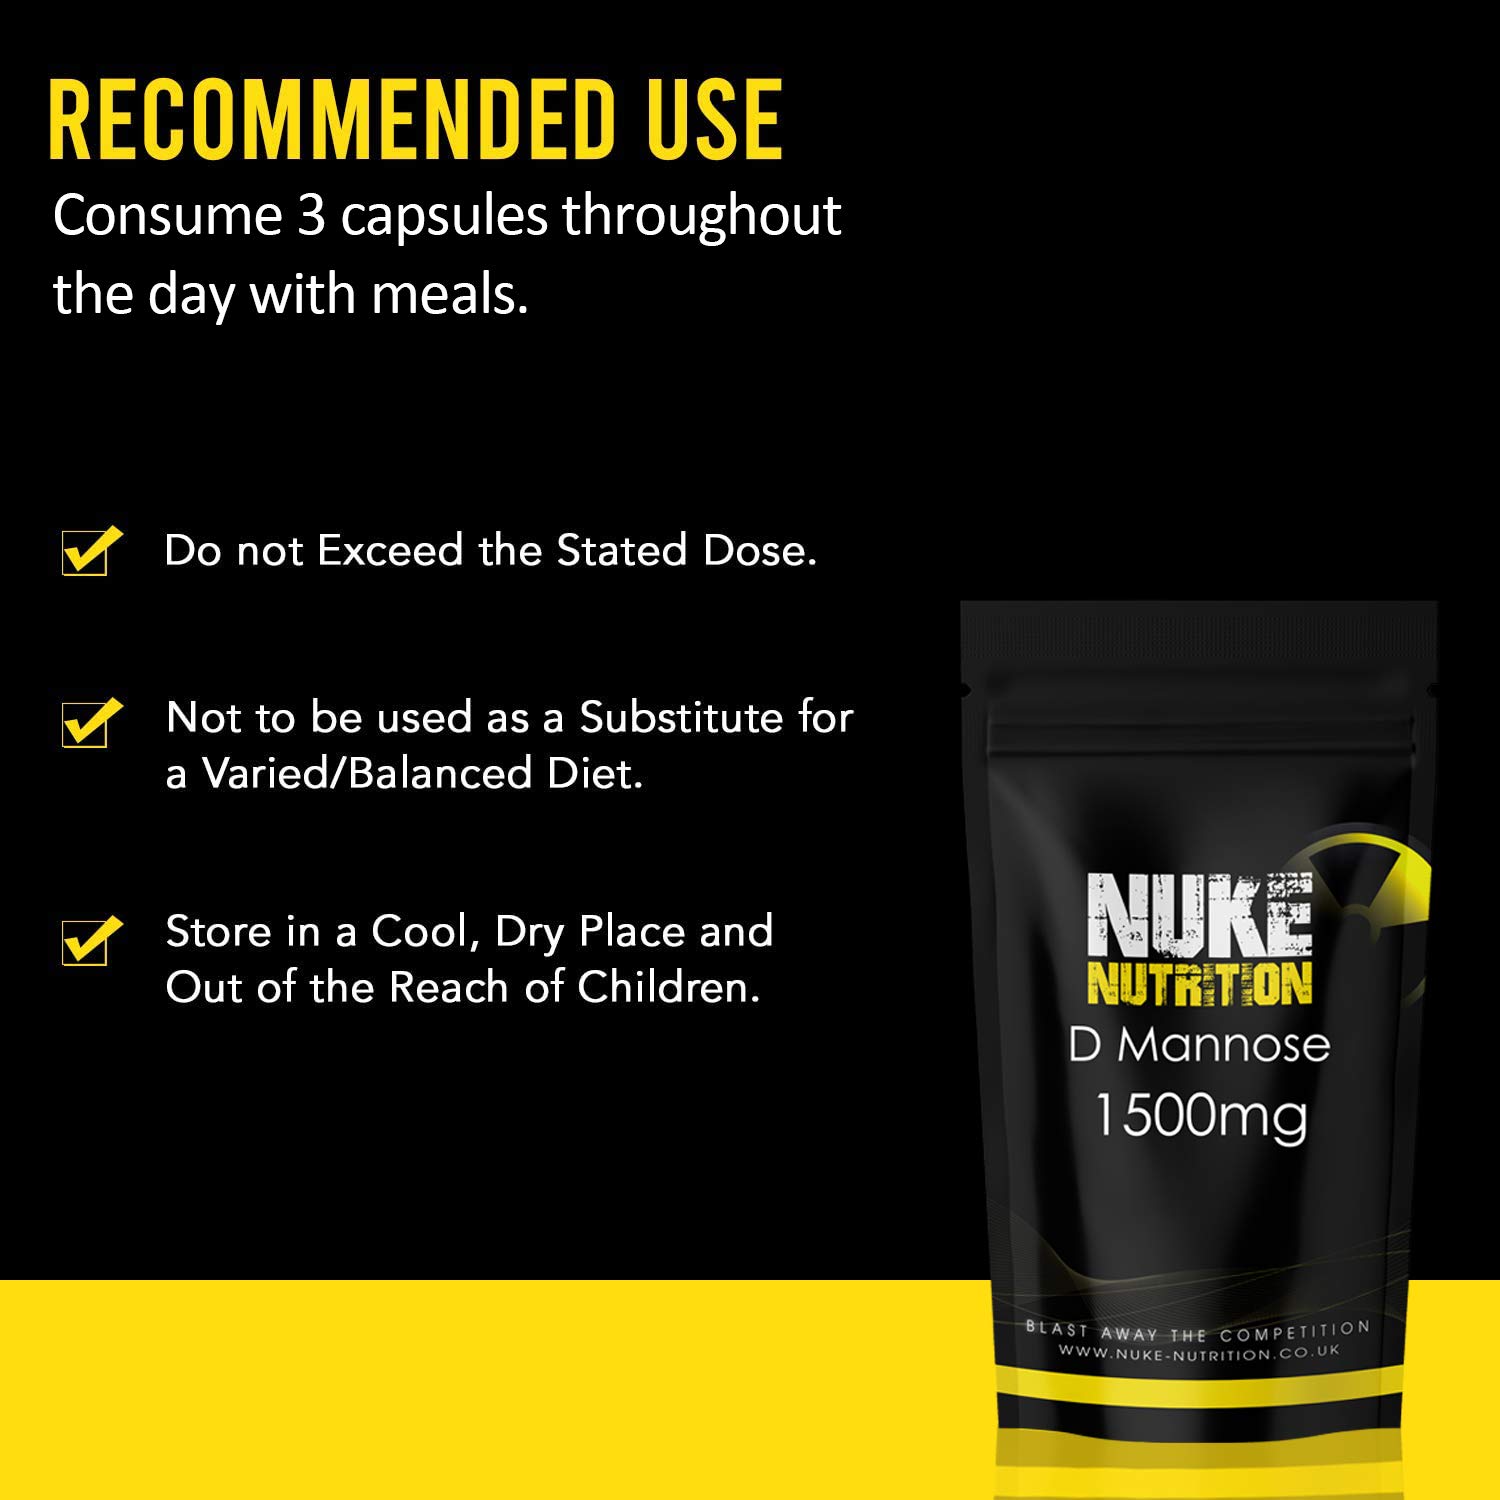 RECOMMENDED USE
Consume 3 capsules throughout
the day with meals.
Do not Exceed the Stated Dose.
Not to be used as a Substitute for
a Varied/Balanced Diet.
Store in a Cool, Dry Place and
Out of the Reach of Children.
NUKE
NUTRITION
D Mannose
1500mg
BLAST AWAY THE COMPETITION
WWW.NUKE-NUTRITION.CO.UK